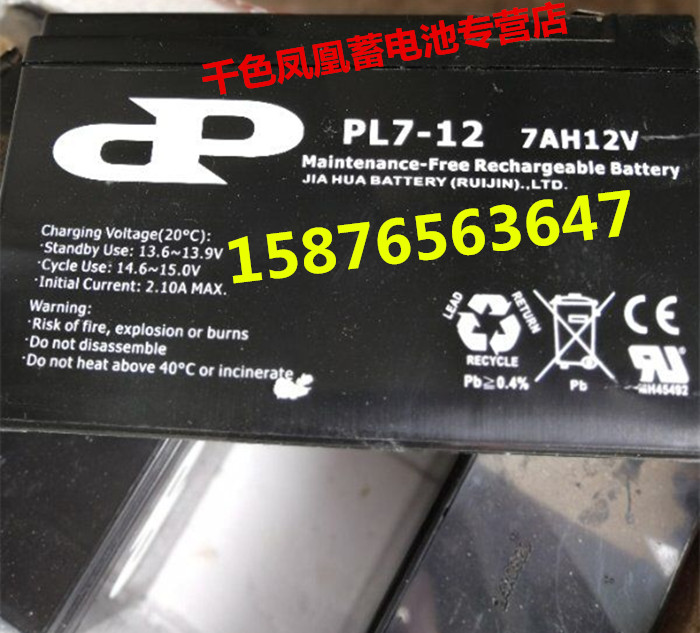 千色凤凰蓄电池专营店
dP
PL7-12 7AH12V
Maintenance-Free Rechargeable Battery
JIA HUA BATTERY (RUIJIN).,LTD.
Charging Voltage(20°C):
·Standby Use: 13.6~13.9V
·Cycle Use: 14.6~15.0V
·Initial Current: 2.10A MAX.
15876563647
Warning:
·Risk of fire, explosion or burns
·Do not disassemble
·Do not heat above 40°C or incinerate
LEAD RETURN
RECYCLE
Pb≥0.4%
Pb
CE
MH45492